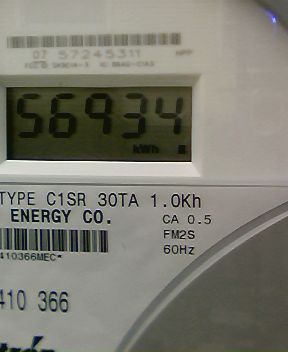 07 57245311
56934
kWh
TYPE C1SR 30TA 1.0Kh
ENERGY CO. CA 0.5
FM2S
410366MEC* 60Hz
410 366